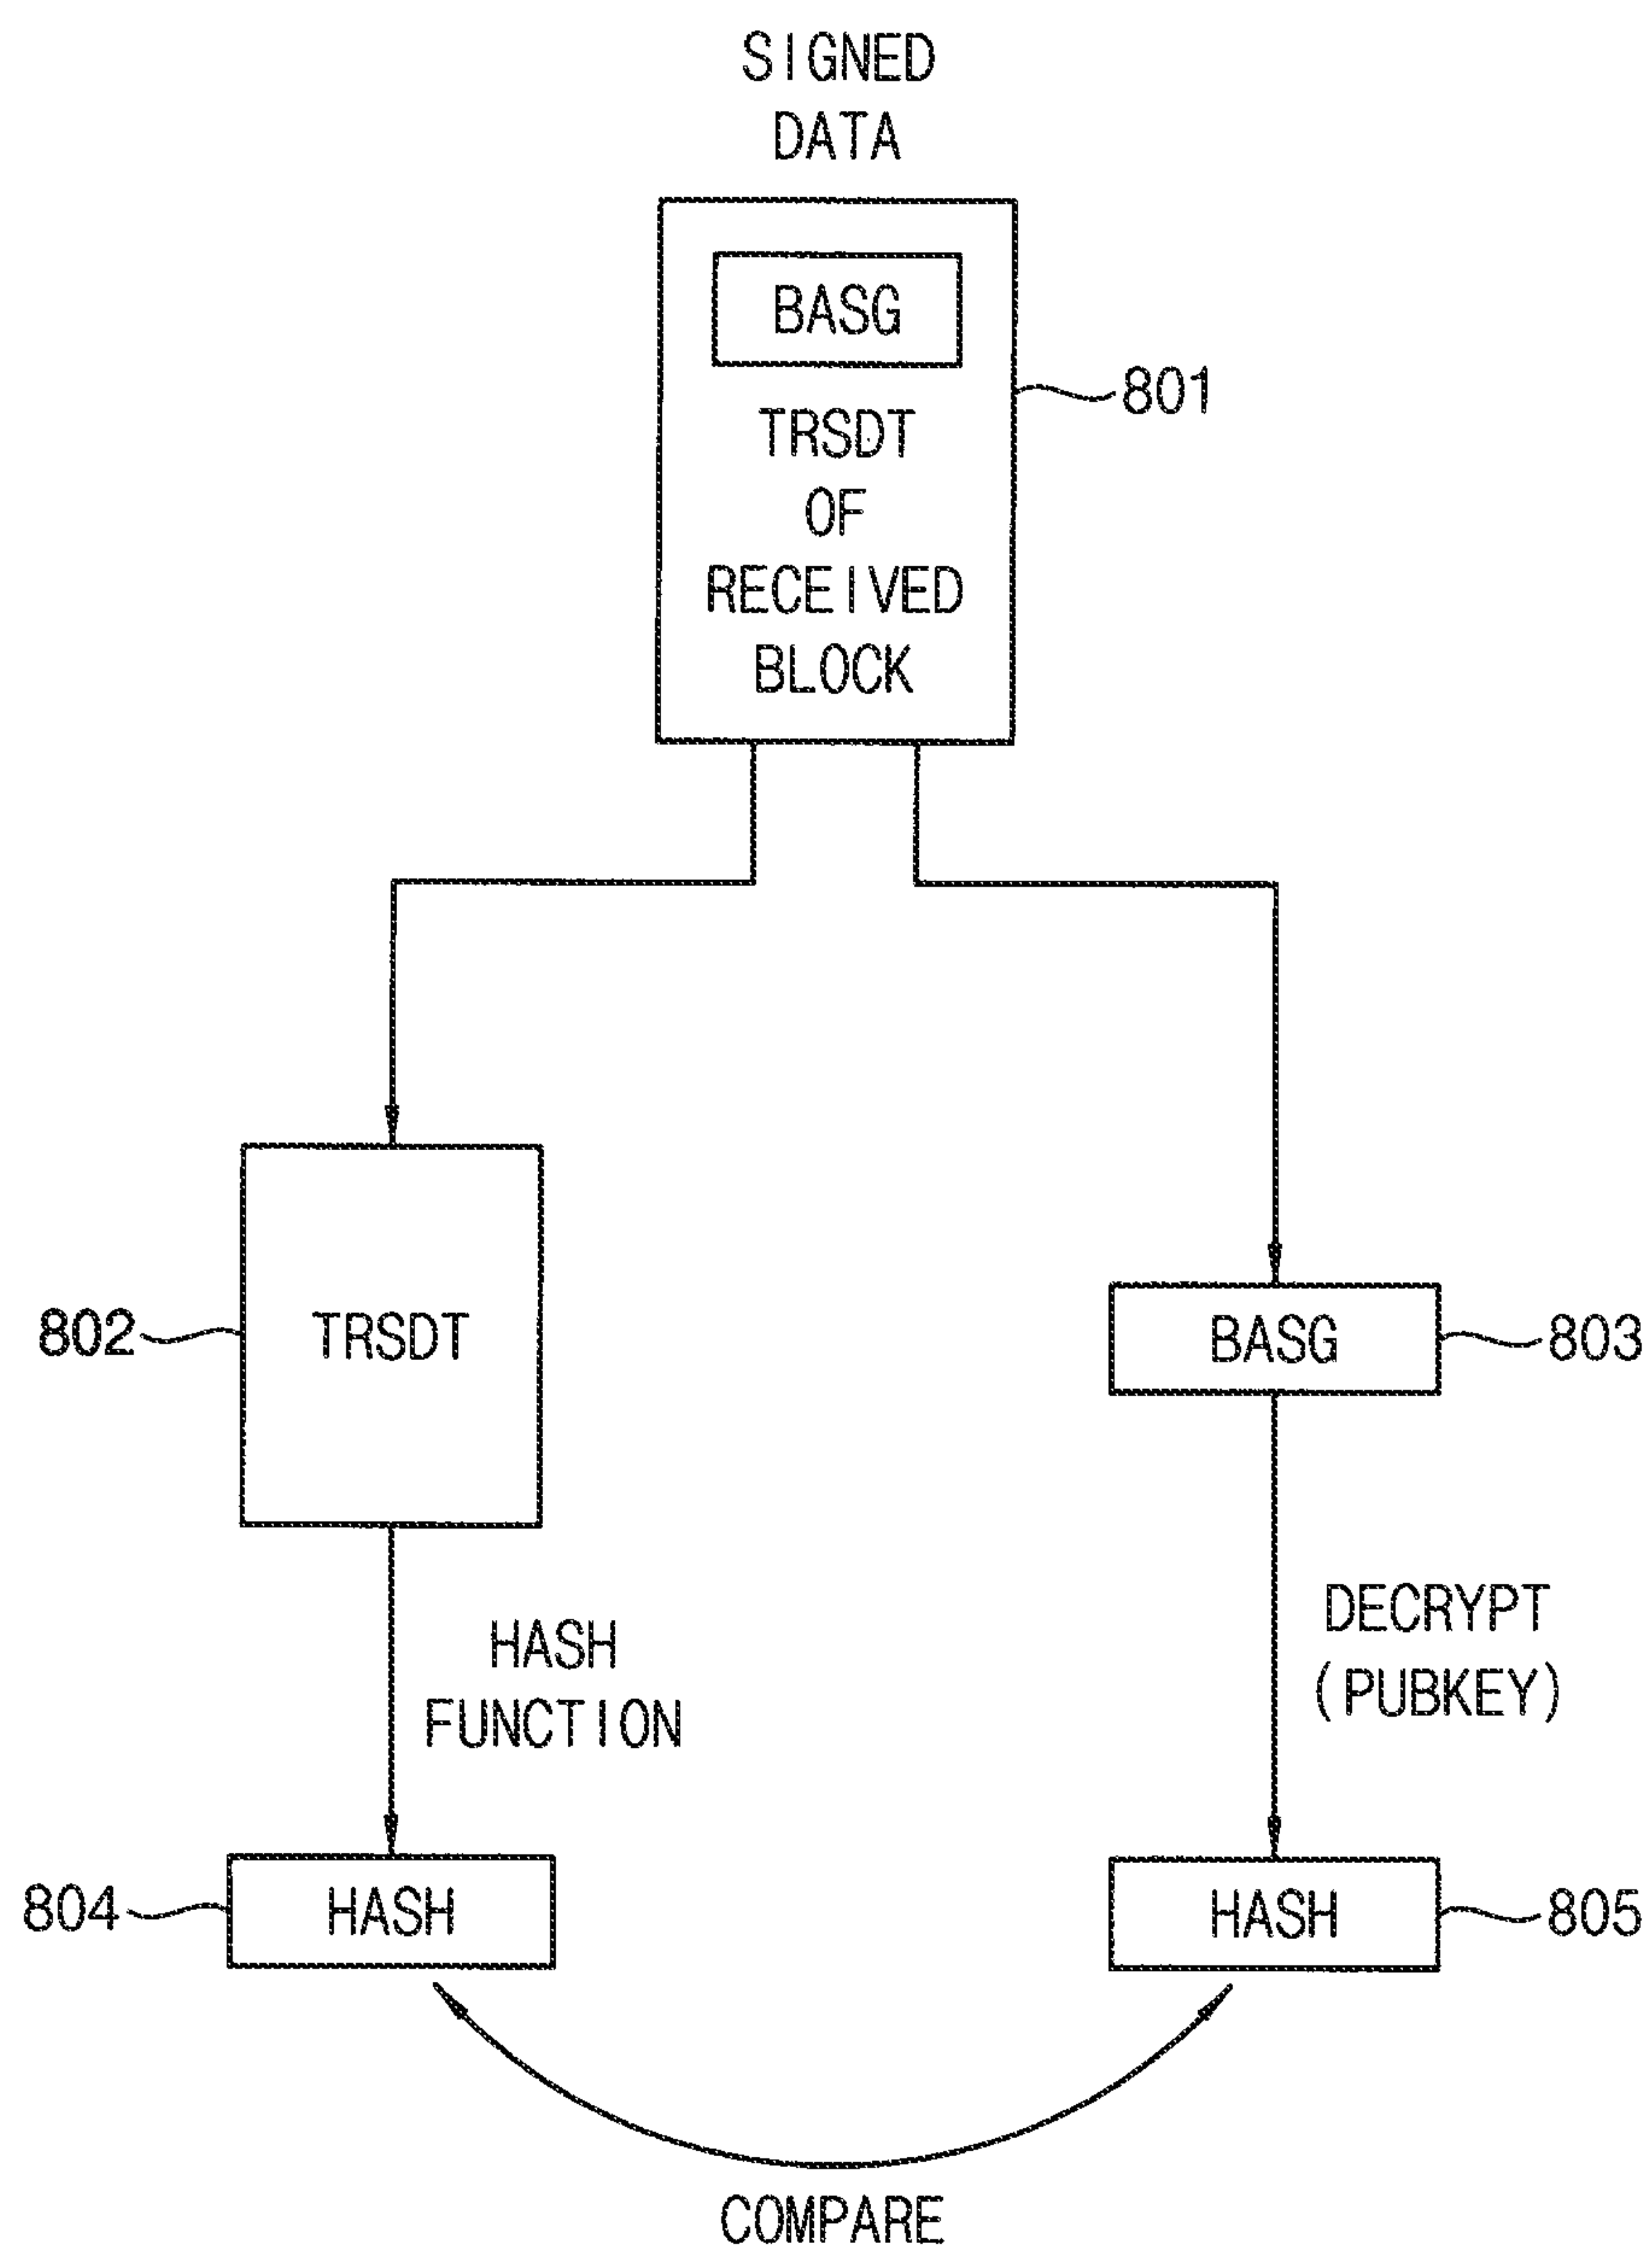 SIGNED
DATA
BASG
801
TRSDT
OF
RECEIVED
BLOCK
802
TRSDT
BASG
803
HASH
FUNCTION
DECRYPT
(PUBKEY)
804
HASH
HASH
805
COMPARE